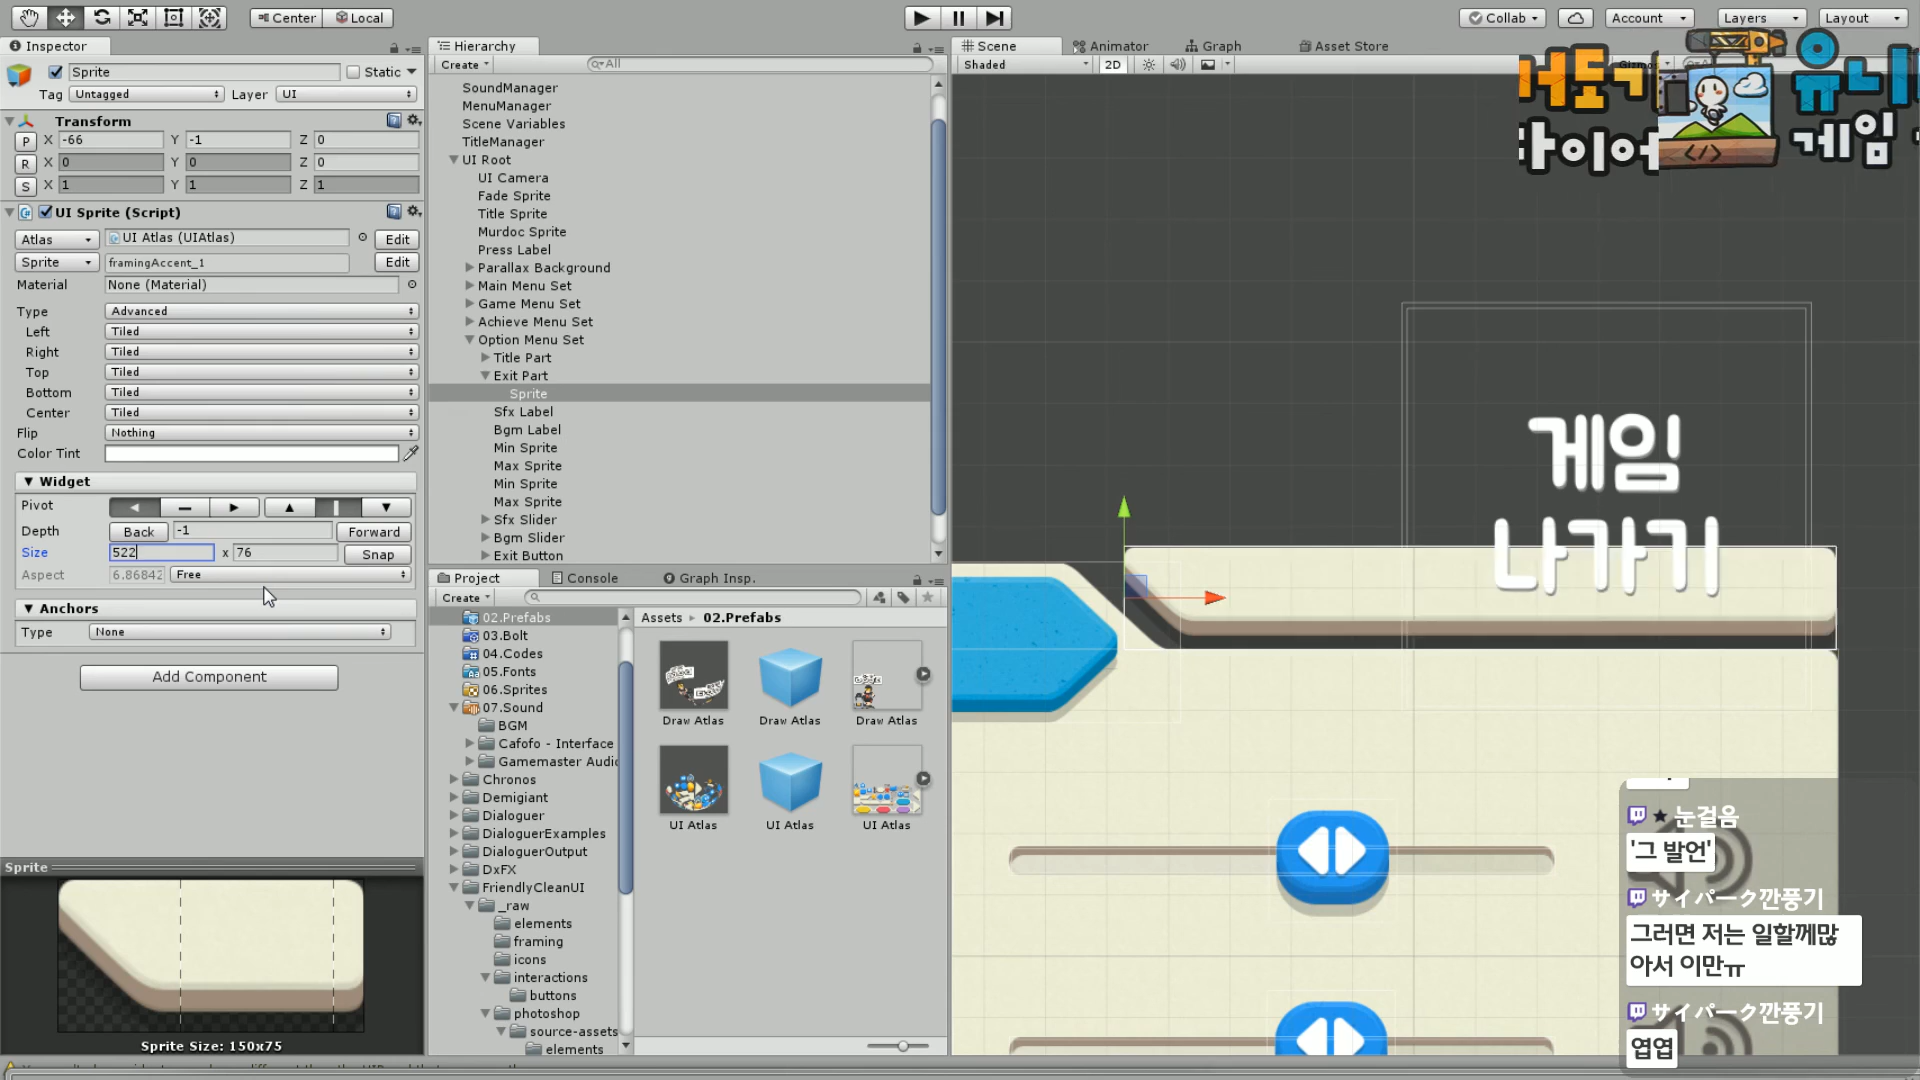 Center
Local
Collab
Account
Layers
Layout
Inspector
Sprite
Static
Tag
Untagged
Layer
UI
Transform
P
X
-66
Y
-1
Z
0
R
X
0
Y
0
Z
0
S
X
1
Y
1
Z
1
UI Sprite (Script)
Atlas
UI Atlas (UIAtlas)
Edit
Sprite
framingAccent_1
Edit
Material
None (Material)
Type
Advanced
Left
Tiled
Right
Tiled
Top
Tiled
Bottom
Tiled
Center
Tiled
Flip
Nothing
Color Tint
Widget
Pivot
Depth
Back
-1
Forward
Size
522
x
76
Snap
Aspect
6.86842
Free
Anchors
Type
None
Add Component
Sprite
Sprite Size: 150x75
Hierarchy
Create
All
SoundManager
MenuManager
Scene Variables
TitleManager
UI Root
UI Camera
Fade Sprite
Title Sprite
Murdoc Sprite
Press Label
Parallax Background
Main Menu Set
Game Menu Set
Achieve Menu Set
Option Menu Set
Title Part
Exit Part
Sprite
Sfx Label
Bgm Label
Min Sprite
Max Sprite
Min Sprite
Max Sprite
Sfx Slider
Bgm Slider
Exit Button
Project
Console
Graph Insp.
Create
02.Prefabs
03.Bolt
04.Codes
05.Fonts
06.Sprites
07.Sound
BGM
Cafofo - Interface
Gamemaster Audio
Chronos
Demigiant
Dialoguer
DialoguerExamples
DialoguerOutput
DxFX
FriendlyCleanUI
_raw
elements
framing
icons
interactions
buttons
photoshop
source-assets
elements
Assets
02.Prefabs
Draw Atlas
Draw Atlas
Draw Atlas
UI Atlas
UI Atlas
UI Atlas
Scene
Animator
Graph
Asset Store
Shaded
2D
게임
나가기
눈걸음
'그 발언'
サイパーク깐풍기
그러면 저는 일할께많
아서 이만ㅠ
サイパーク깐풍기
엽엽